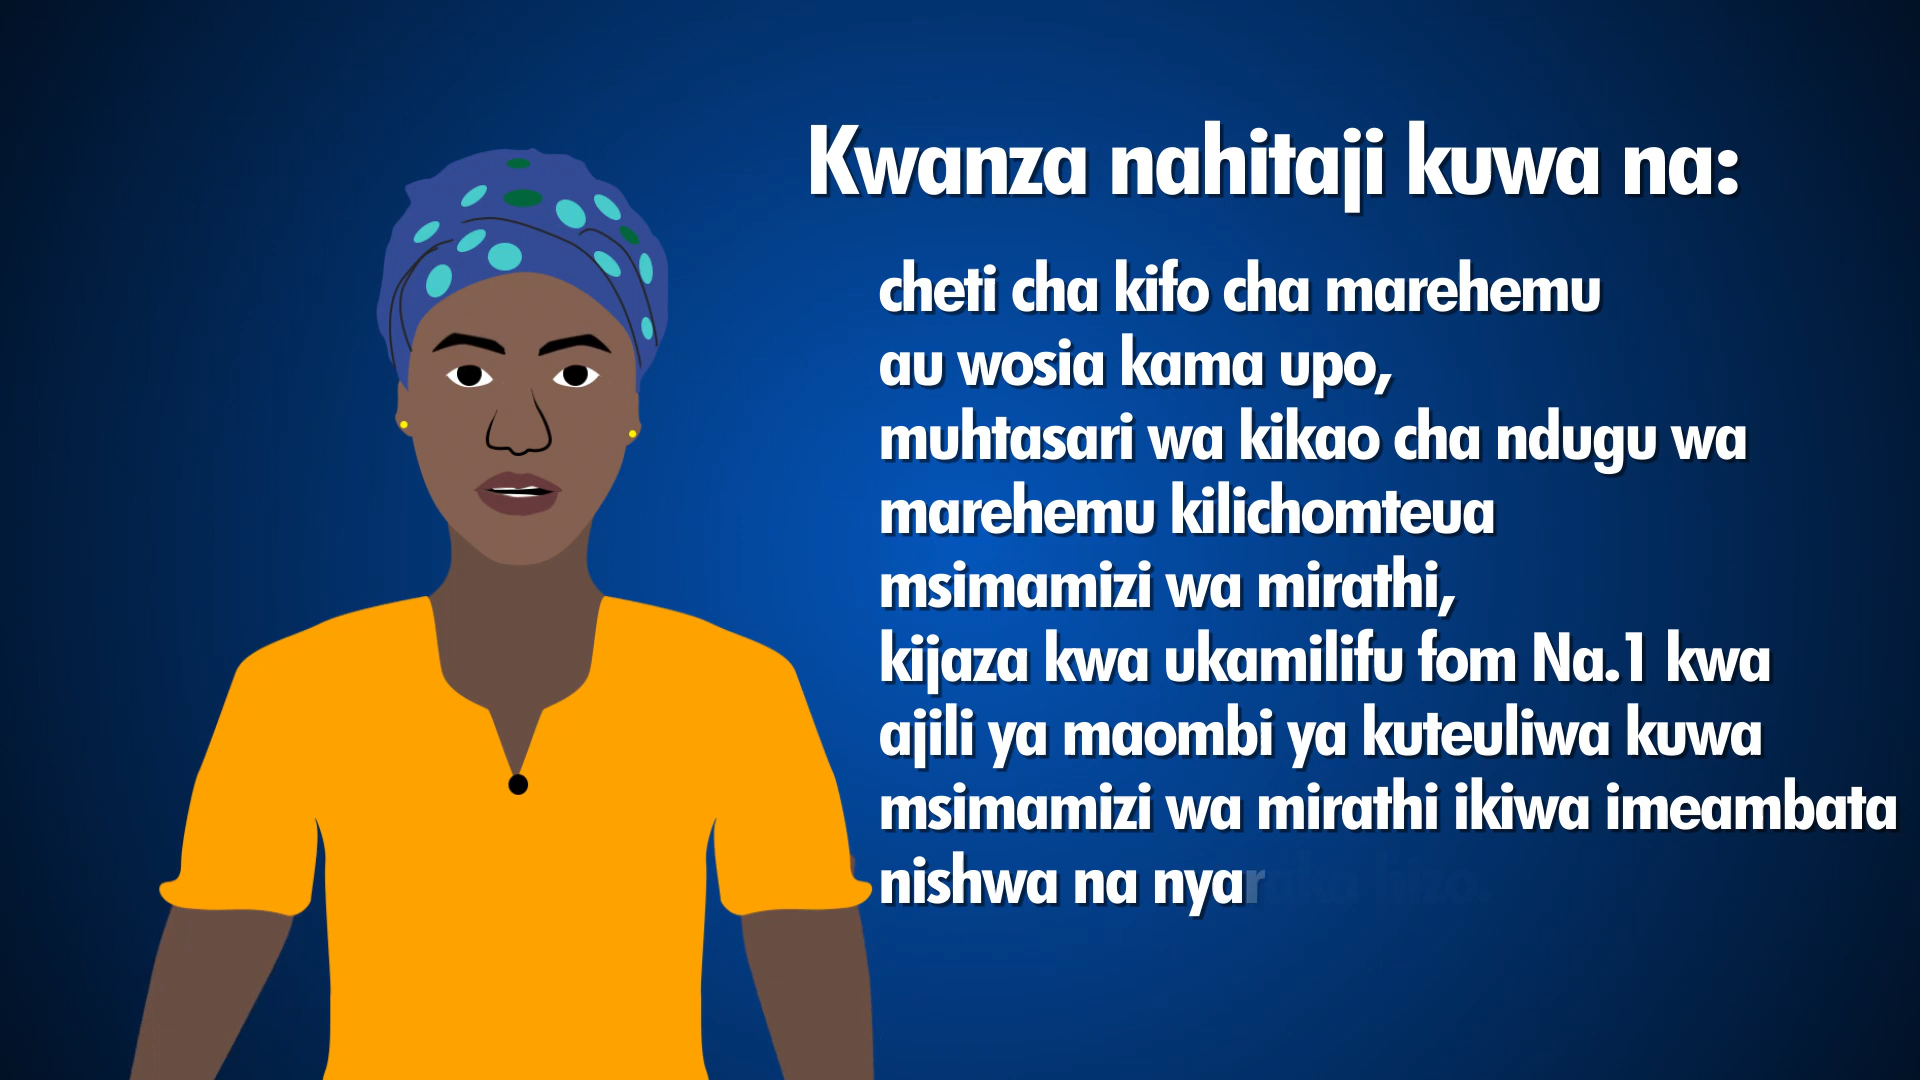 Kwanza nahitaji kuwa na:
cheti cha kifo cha marehemu
au wosia kama upo,
muhtasari wa kikao cha ndugu wa
marehemu kilichomteua
msimamizi wa mirathi,
kijaza kwa ukamilifu fom Na.1 kwa
ajili ya maombi ya kuteuliwa kuwa
msimamizi wa mirathi ikiwa imeambata
nishwa na nyaraka hizo.